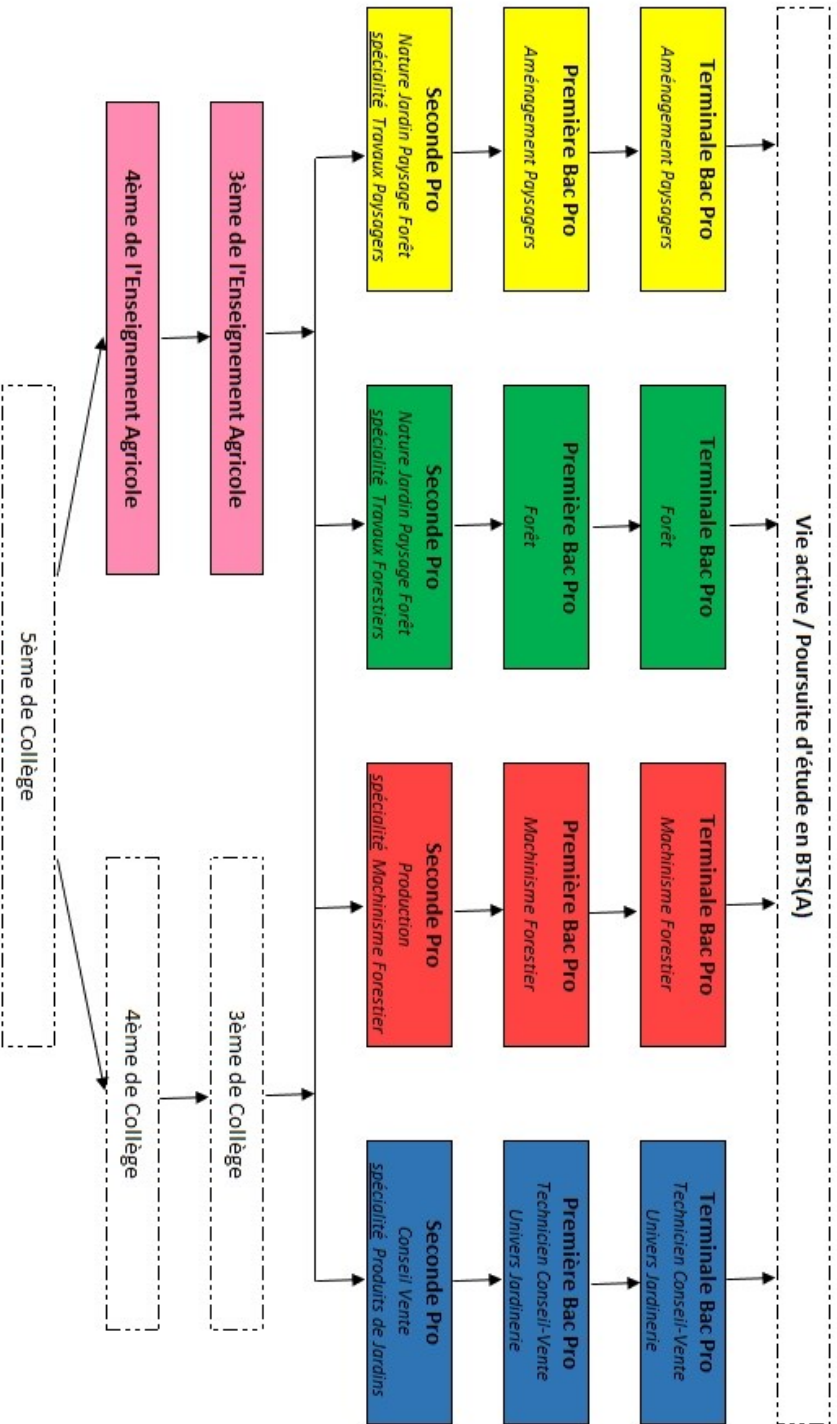 Vie active / Poursuite d'étude en BTS(A)
Terminale Bac Pro
Aménagement Paysagers
Terminale Bac Pro
Forêt
Terminale Bac Pro
Machinisme Forestier
Terminale Bac Pro
Technicien Conseil-Vente
Univers Jardinerie
Première Bac Pro
Aménagement Paysagers
Première Bac Pro
Forêt
Première Bac Pro
Machinisme Forestier
Première Bac Pro
Technicien Conseil-Vente
Univers Jardinerie
Seconde Pro
Nature Jardin Paysage Forêt
spécialité Travaux Paysagers
Seconde Pro
Nature Jardin Paysage Forêt
spécialité Travaux Forestiers
Seconde Pro
Production
spécialité Machinisme Forestier
Seconde Pro
Conseil Vente
spécialité Produits de Jardins
3ème de l'Enseignement Agricole
3ème de Collège
4ème de l'Enseignement Agricole
4ème de Collège
5ème de Collège